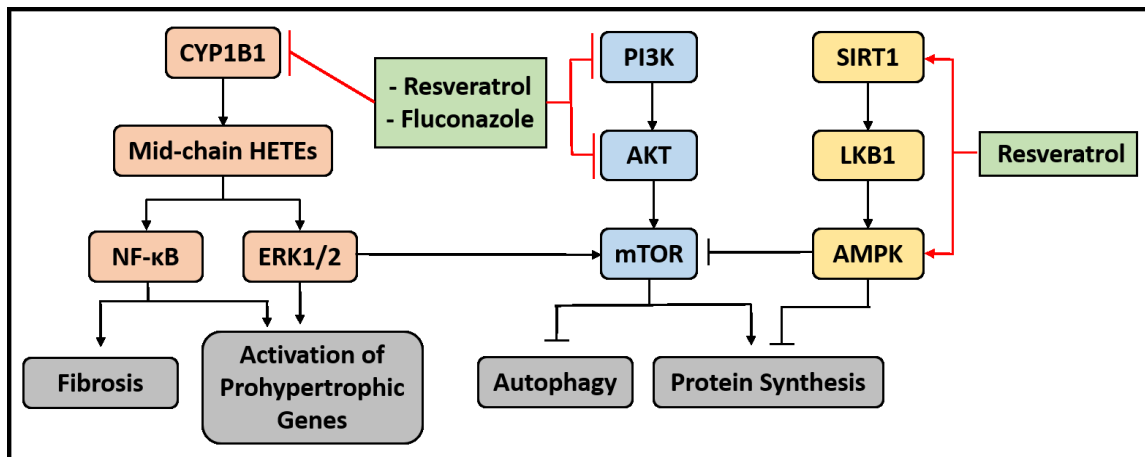 CYP1B1
PI3K
SIRT1
- Resveratrol
- Fluconazole
Mid-chain HETEs
AKT
LKB1
Resveratrol
NF-κB
ERK1/2
mTOR
AMPK
Fibrosis
Activation of
Prohypertrophic
Genes
Autophagy
Protein Synthesis